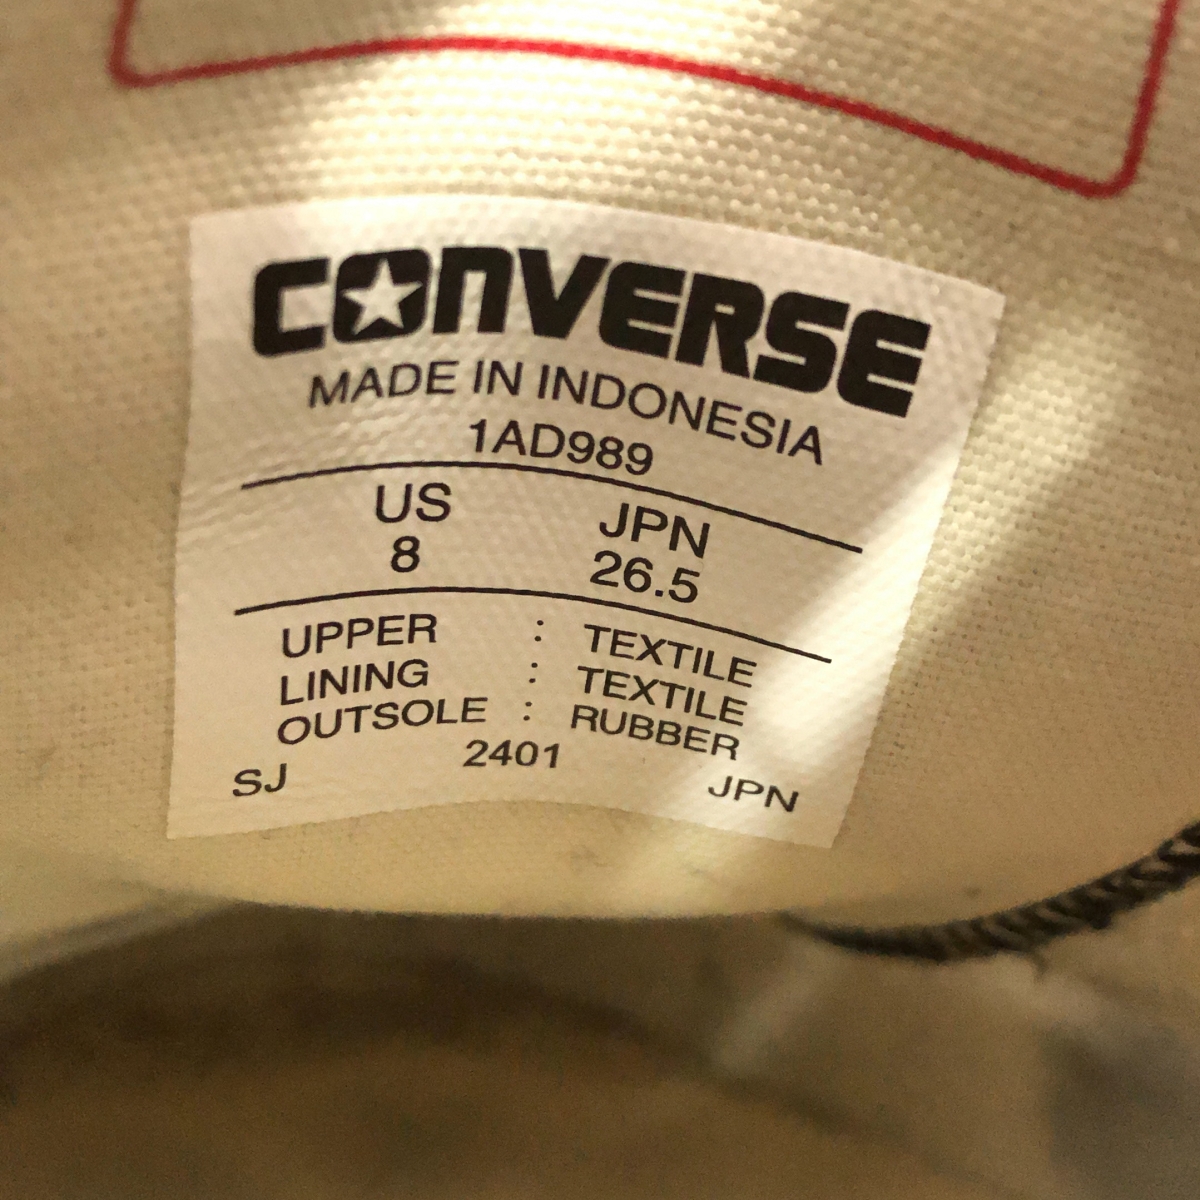 CONVERSE
MADE IN INDONESIA
1AD989
US JPN
8 26.5
UPPER : TEXTILE
LINING : TEXTILE
OUTSOLE : RUBBER
SJ 2401 JPN